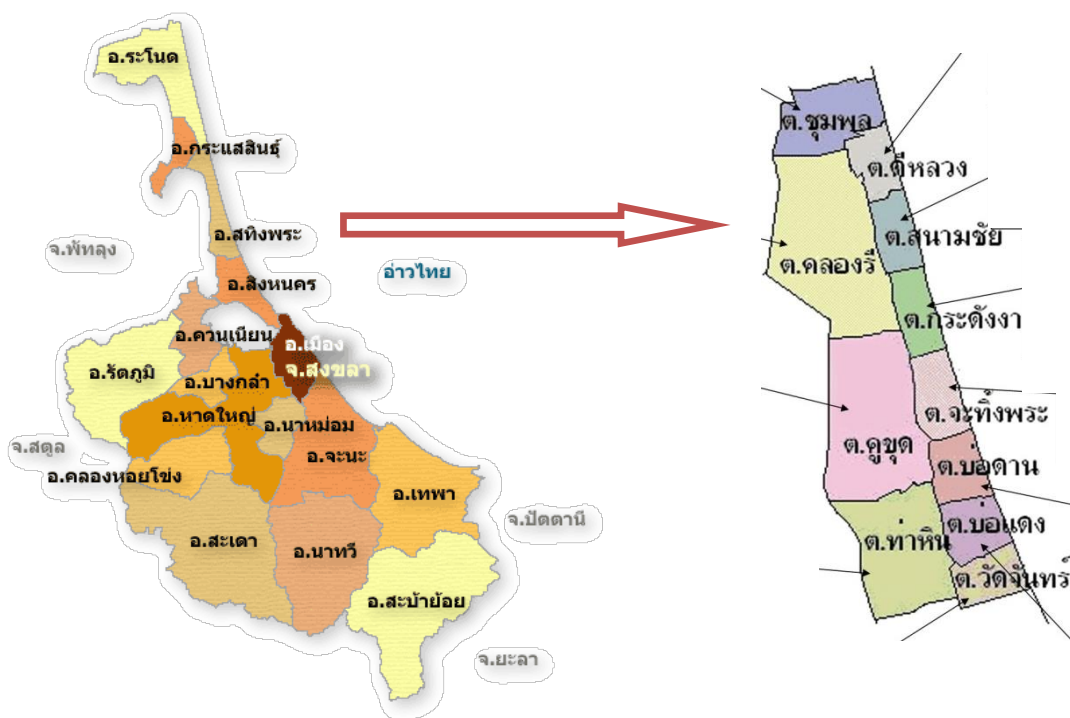 อ.ระโนด
อ.กระแสสินธุ์
อ.สทิงพระ
จ.พัทลุง
อ่าวไทย
อ.สิงหนคร
อ.ควนเนียน
อ.เมือง
จ.สงขลา
อ.รัตภูมิ
อ.บางกล่ำ
อ.หาดใหญ่
อ.นาหม่อม
จ.สตูล
อ.จะนะ
อ.คลองหอยโข่ง
อ.เทพา
จ.ปัตตานี
อ.สะเดา
อ.นาทวี
อ.สะบ้าย้อย
จ.ยะลา
ต.ชุมพล
ต.ดีหลวง
ต.สนามชัย
ต.คลองรี
ต.กระดังงา
ต.จะทิ้งพระ
ต.คูขุด
ต.บ่อดาน
ต.บ่อแดง
ต.ท่าหิน
ต.วัดจันทร์